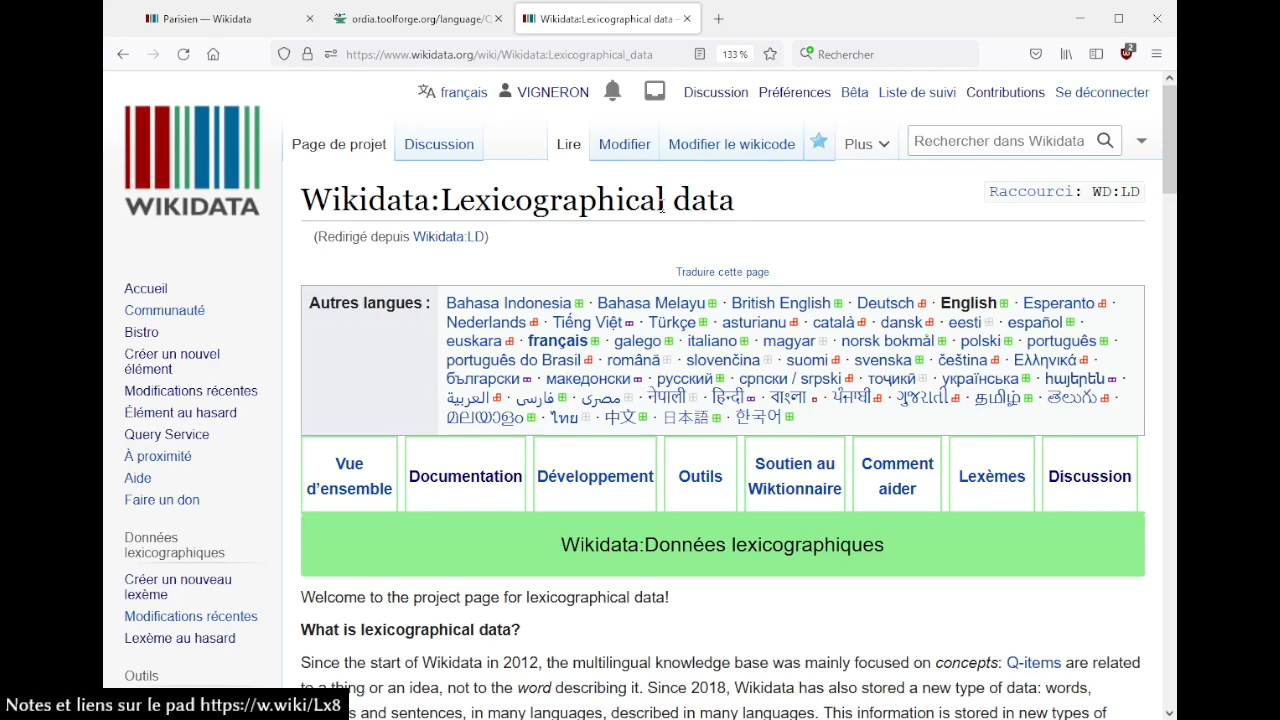 Parisien — Wikidata
ordia.toolforge.org/language/
Wikidata:Lexicographical data –
https://www.wikidata.org/wiki/Wikidata:Lexicographical_data
133 %
Rechercher
2
français
VIGNERON
Discussion
Préférences
Bêta
Liste de suivi
Contributions
Se déconnecter
Page de projet
Discussion
Lire
Modifier
Modifier le wikicode
Plus
Rechercher dans Wikidata
WIKIDATA
Wikidata:Lexicographical data
Raccourci: WD:LD
(Redirigé depuis Wikidata:LD)
Traduire cette page
Autres langues :
Bahasa Indonesia · Bahasa Melayu · British English · Deutsch · English · Esperanto ·
Nederlands · Tiếng Việt · Türkçe · asturianu · català · dansk · eesti · español ·
euskara · français · galego · italiano · magyar · norsk bokmål · polski · português ·
português do Brasil · română · slovenčina · suomi · svenska · čeština · Ελληνικά ·
български · македонски · русский · српски / srpski · тоҷикӣ · українська · հայերեն ·
العربية · فارسی · مصرى · नेपाली · हिन्दी · বাংলা · ਪੰਜਾਬੀ · ગુજરાતી · தமிழ் · తెలుగు ·
മലയാളം · ไทย · 中文 · 日本語 · 한국어
Vue d’ensemble
Documentation
Développement
Outils
Soutien au Wiktionnaire
Comment aider
Lexèmes
Discussion
Wikidata:Données lexicographiques
Welcome to the project page for lexicographical data!
What is lexicographical data?
Since the start of Wikidata in 2012, the multilingual knowledge base was mainly focused on concepts: Q-items are related
to a thing or an idea, not to the word describing it. Since 2018, Wikidata has also stored a new type of data: words,
s and sentences, in many languages, described in many languages. This information is stored in new types of
Accueil
Communauté
Bistro
Créer un nouvel
élément
Modifications récentes
Élément au hasard
Query Service
À proximité
Aide
Faire un don
Données
lexicographiques
Créer un nouveau
lexème
Modifications récentes
Lexème au hasard
Outils
Notes et liens sur le pad https://w.wiki/Lx8